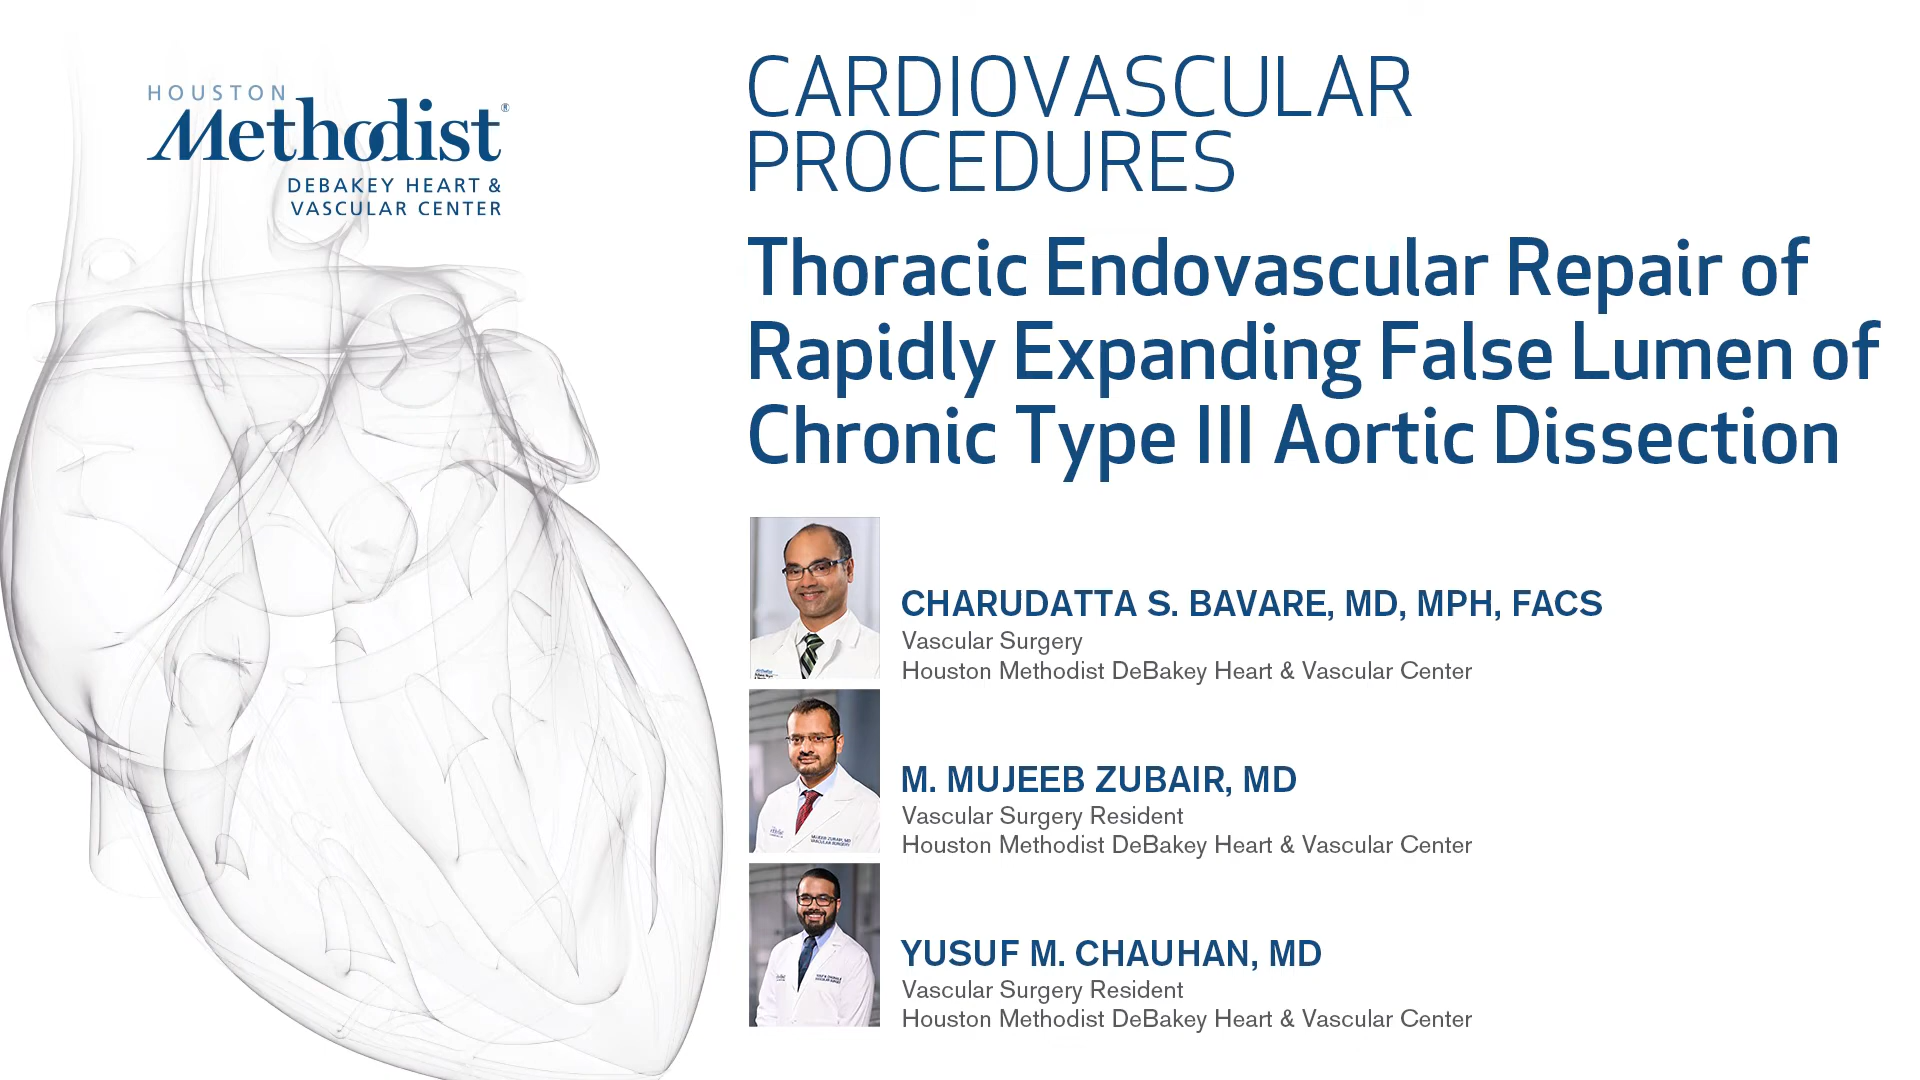 HOUSTON
Methodist®
DEBAKEY HEART &
VASCULAR CENTER
CARDIOVASCULAR
PROCEDURES
Thoracic Endovascular Repair of
Rapidly Expanding False Lumen of
Chronic Type III Aortic Dissection
CHARUDATTA S. BAVARE, MD, MPH, FACS
Vascular Surgery
Houston Methodist DeBakey Heart & Vascular Center
M. MUJEEB ZUBAIR, MD
Vascular Surgery Resident
Houston Methodist DeBakey Heart & Vascular Center
YUSUF M. CHAUHAN, MD
Vascular Surgery Resident
Houston Methodist DeBakey Heart & Vascular Center